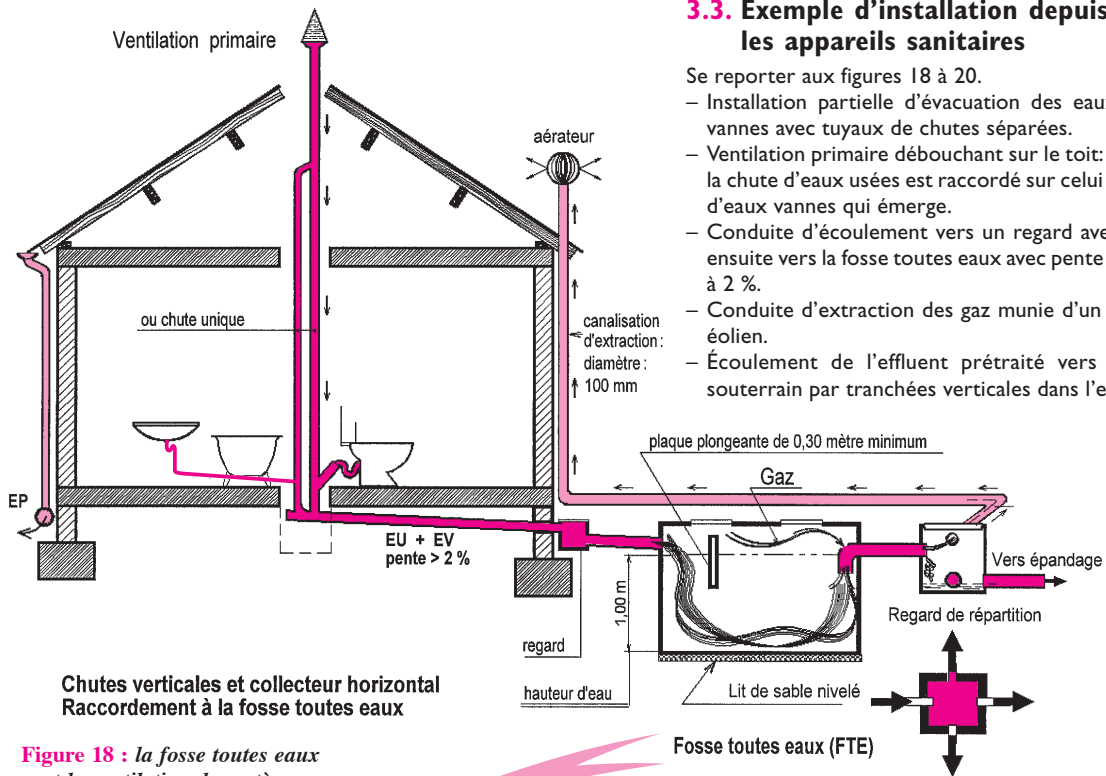 3.3. Exemple d'installation depuis
les appareils sanitaires
Se reporter aux figures 18 à 20.
– Installation partielle d'évacuation des eaux
vannes avec tuyaux de chutes séparées.
– Ventilation primaire débouchant sur le toit:
la chute d'eaux usées est raccordé sur celui
d'eaux vannes qui émerge.
– Conduite d'écoulement vers un regard ave
ensuite vers la fosse toutes eaux avec pente
à 2 %.
– Conduite d'extraction des gaz munie d'un
éolien.
– Écoulement de l'effluent prétraité vers
souterrain par tranchées verticales dans l'e
Ventilation primaire
aérateur
ou chute unique
canalisation
d'extraction :
diamètre :
100 mm
plaque plongeante de 0,30 mètre minimum
Gaz
EP
EU + EV
pente > 2 %
Vers épandage
1,00 m
Regard de répartition
regard
hauteur d'eau
Lit de sable nivelé
Chutes verticales et collecteur horizontal
Raccordement à la fosse toutes eaux
Fosse toutes eaux (FTE)
Figure 18 : la fosse toutes eaux